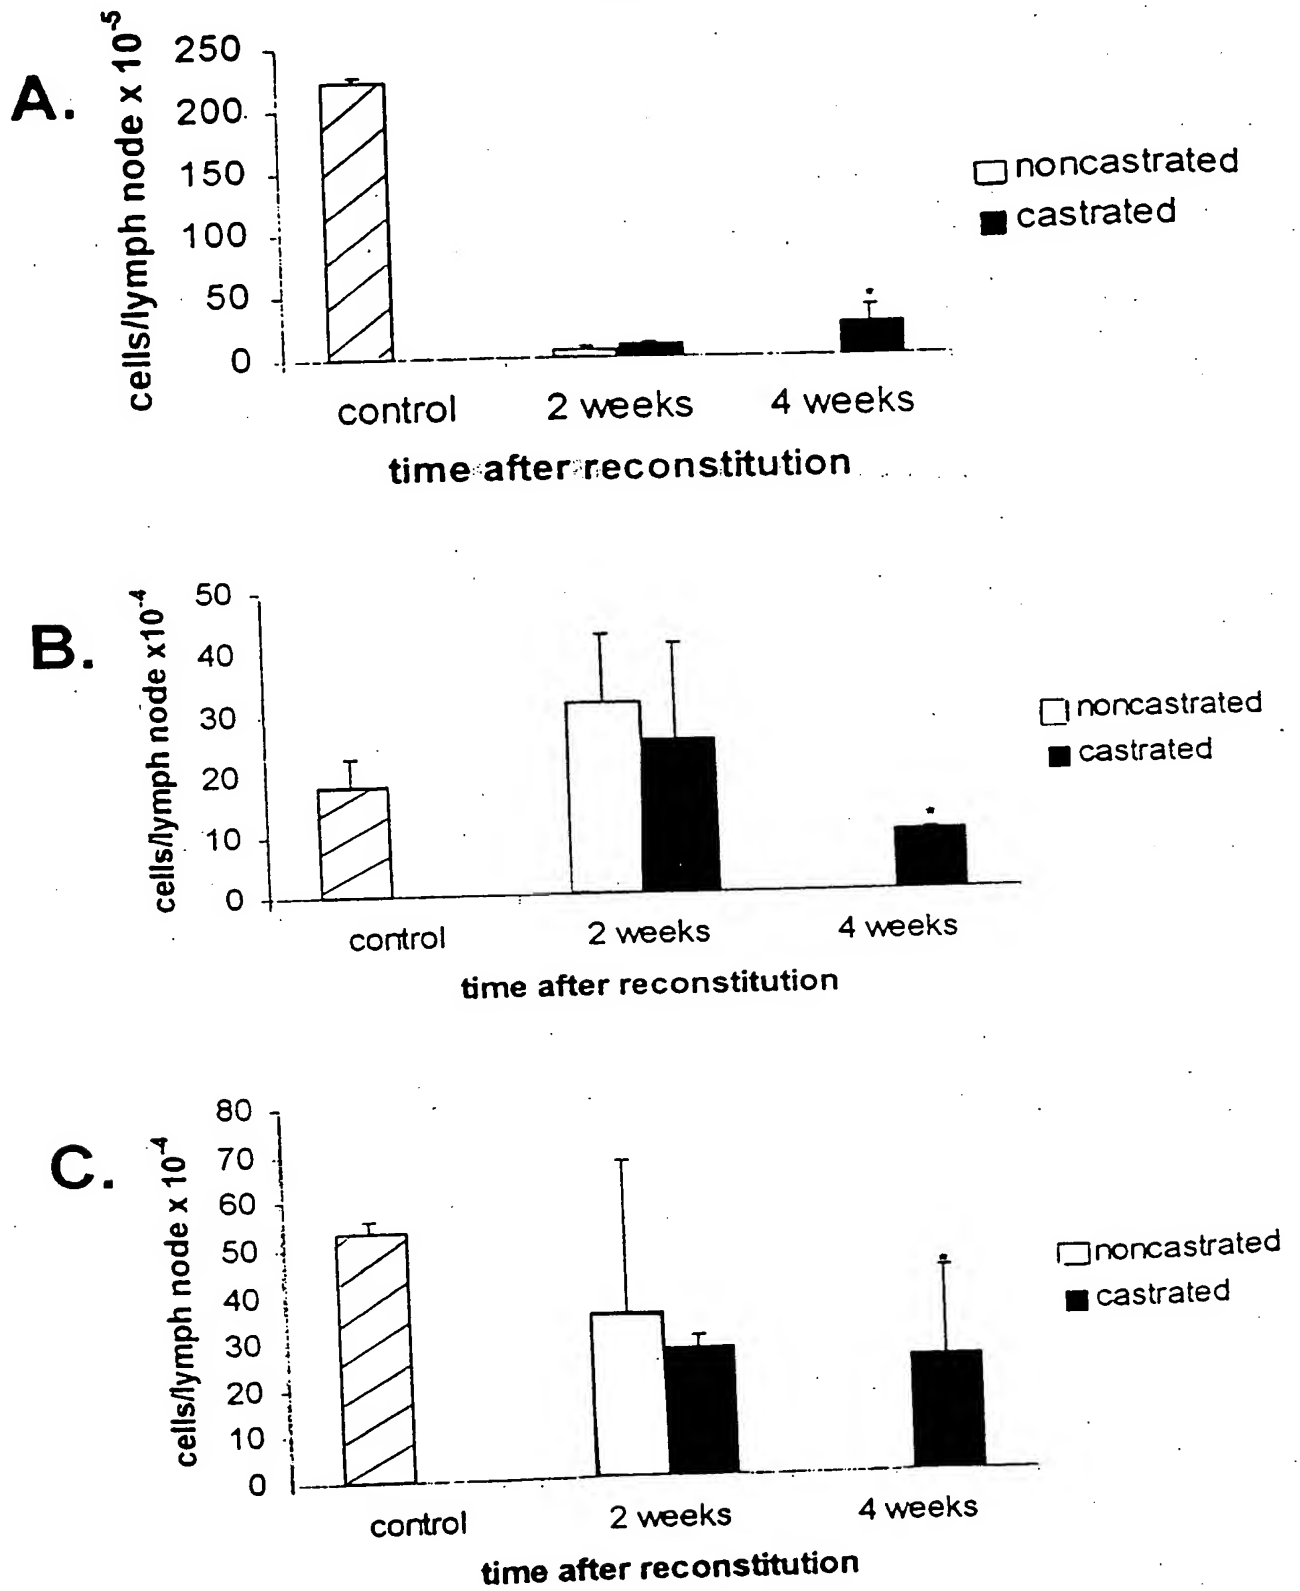 A.
cells/lymph node x 10^-5
250
200
150
100
50
0
noncastrated
castrated
*
control 2 weeks 4 weeks
time after reconstitution
B.
cells/lymph node x10^-4
50
40
30
20
10
0
noncastrated
castrated
*
control 2 weeks 4 weeks
time after reconstitution
C.
cells/lymph node x 10^-4
80
70
60
50
40
30
20
10
0
noncastrated
castrated
*
control 2 weeks 4 weeks
time after reconstitution